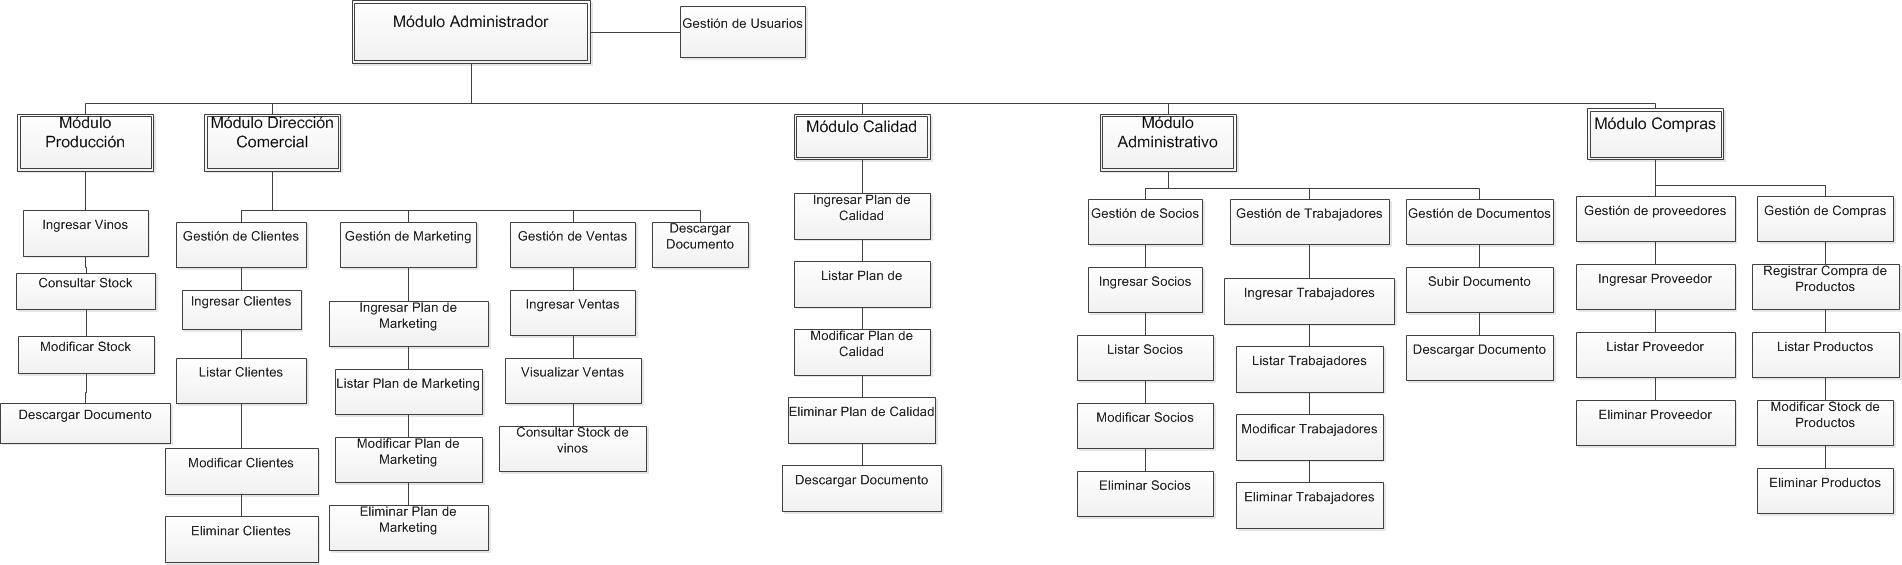 Módulo Administrador
Gestión de Usuarios
Módulo
Producción
Ingresar Vinos
Consultar Stock
Modificar Stock
Descargar Documento
Módulo Dirección
Comercial
Gestión de Clientes
Ingresar Clientes
Listar Clientes
Modificar Clientes
Eliminar Clientes
Gestión de Marketing
Ingresar Plan de
Marketing
Listar Plan de Marketing
Modificar Plan de
Marketing
Eliminar Plan de
Marketing
Gestión de Ventas
Ingresar Ventas
Visualizar Ventas
Consultar Stock de
vinos
Descargar
Documento
Módulo Calidad
Ingresar Plan de
Calidad
Listar Plan de
Modificar Plan de
Calidad
Eliminar Plan de Calidad
Descargar Documento
Módulo
Administrativo
Gestión de Socios
Ingresar Socios
Listar Socios
Modificar Socios
Eliminar Socios
Gestión de Trabajadores
Ingresar Trabajadores
Listar Trabajadores
Modificar Trabajadores
Eliminar Trabajadores
Gestión de Documentos
Subir Documento
Descargar Documento
Módulo Compras
Gestión de proveedores
Ingresar Proveedor
Listar Proveedor
Eliminar Proveedor
Gestión de Compras
Registrar Compra de
Productos
Listar Productos
Modificar Stock de
Productos
Eliminar Productos